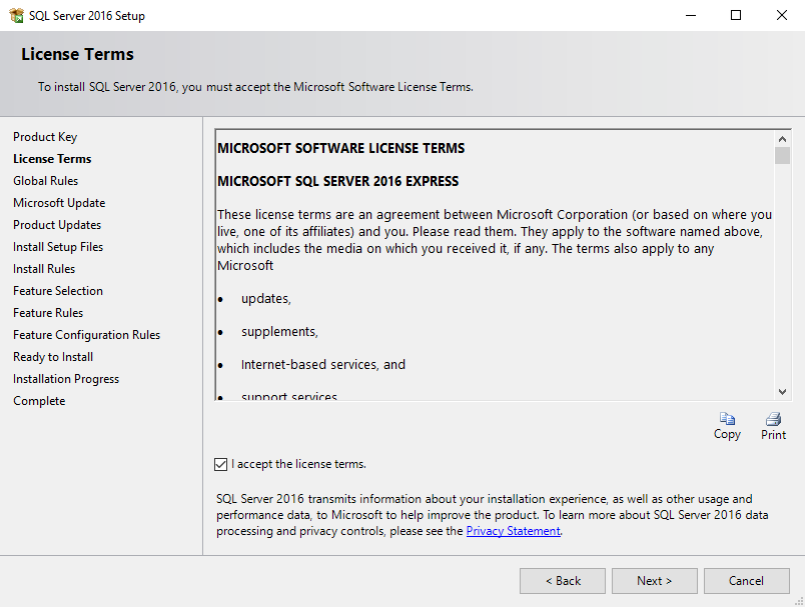 SQL Server 2016 Setup
License Terms
To install SQL Server 2016, you must accept the Microsoft Software License Terms.
Product Key
License Terms
Global Rules
Microsoft Update
Product Updates
Install Setup Files
Install Rules
Feature Selection
Feature Rules
Feature Configuration Rules
Ready to Install
Installation Progress
Complete
MICROSOFT SOFTWARE LICENSE TERMS
MICROSOFT SQL SERVER 2016 EXPRESS
These license terms are an agreement between Microsoft Corporation (or based on where you
live, one of its affiliates) and you. Please read them. They apply to the software named above,
which includes the media on which you received it, if any. The terms also apply to any
Microsoft
• updates,
• supplements,
• Internet-based services, and
• support services
Copy
Print
I accept the license terms.
SQL Server 2016 transmits information about your installation experience, as well as other usage and
performance data, to Microsoft to help improve the product. To learn more about SQL Server 2016 data
processing and privacy controls, please see the Privacy Statement.
< Back
Next >
Cancel